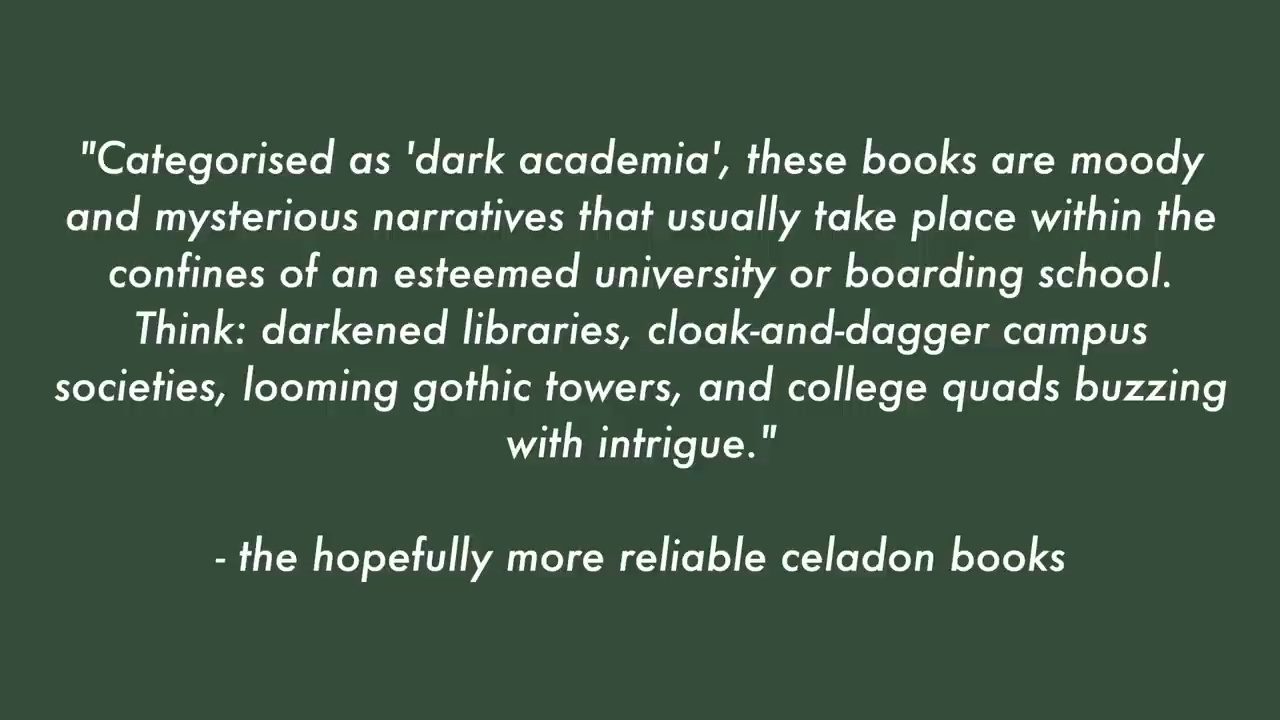 "Categorised as 'dark academia', these books are moody
and mysterious narratives that usually take place within the
confines of an esteemed university or boarding school.
Think: darkened libraries, cloak-and-dagger campus
societies, looming gothic towers, and college quads buzzing
with intrigue."
- the hopefully more reliable celadon books